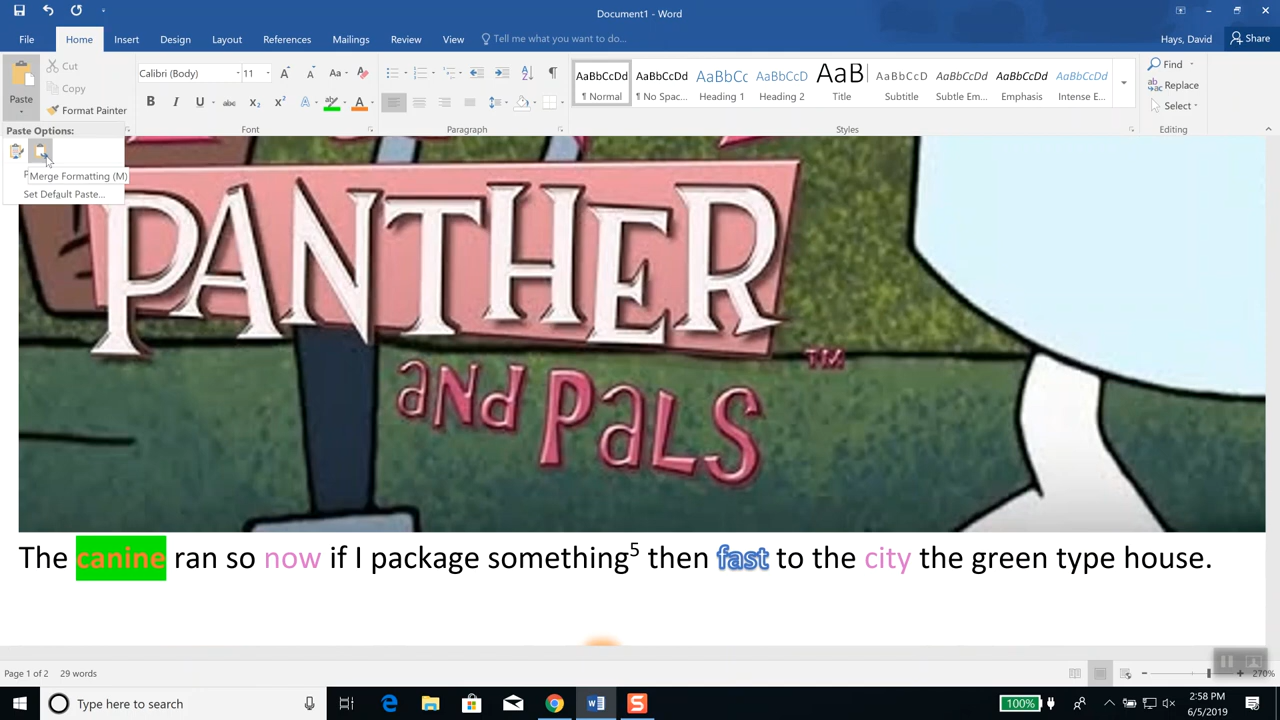 Document1 - Word
File Home Insert Design Layout References Mailings Review View Tell me what you want to do... Hays, David Share
Cut
Copy
Format Painter
Paste
Calibri (Body) 11
Aa
B I U abc X₂ X² A A
Font
Paragraph
AaBbCcDd AaBbCcDd AaBbCc AaBbCcD AaB AaBbCcD AaBbCcDd AaBbCcDd AaBbCcDd
¶ Normal ¶ No Spac... Heading 1 Heading 2 Title Subtitle Subtle Em... Emphasis Intense E...
Styles
Find
Replace
Select
Editing
Paste Options:
Merge Formatting (M)
Set Default Paste...
PANTHER
and PaLS
TM
The canine ran so now if I package something⁵ then fast to the city the green type house.
Page 1 of 2 29 words
270%
Type here to search
100%
2:58 PM
6/5/2019